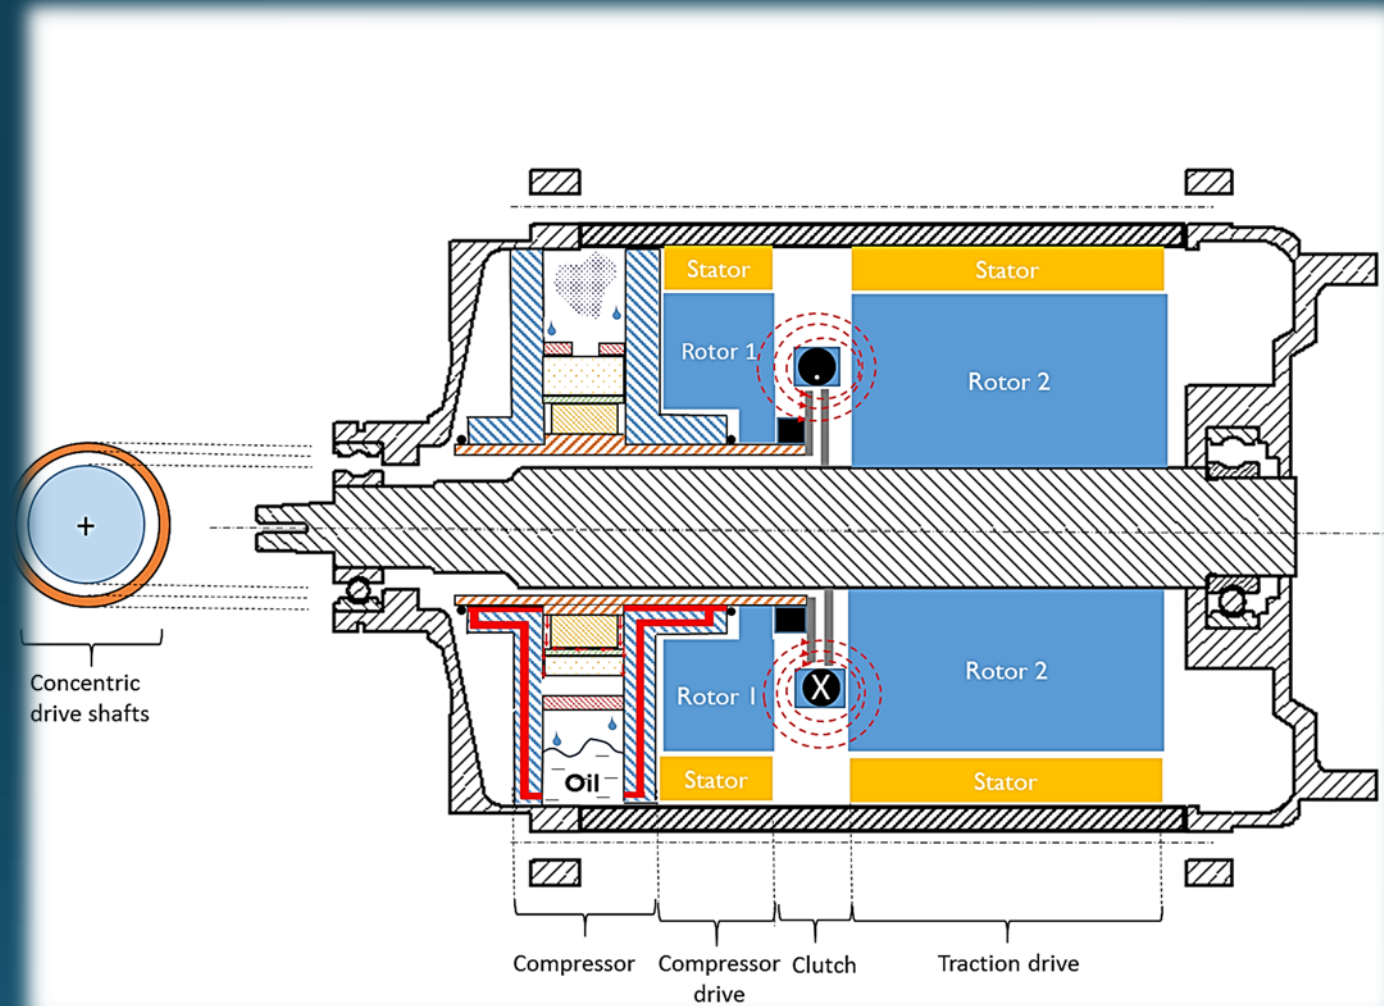 Stator
Stator
Rotor 1
Rotor 2
Concentric
drive shafts
Rotor 1
Rotor 2
X
Oil
Stator
Stator
Compressor
Compressor
drive
Clutch
Traction drive